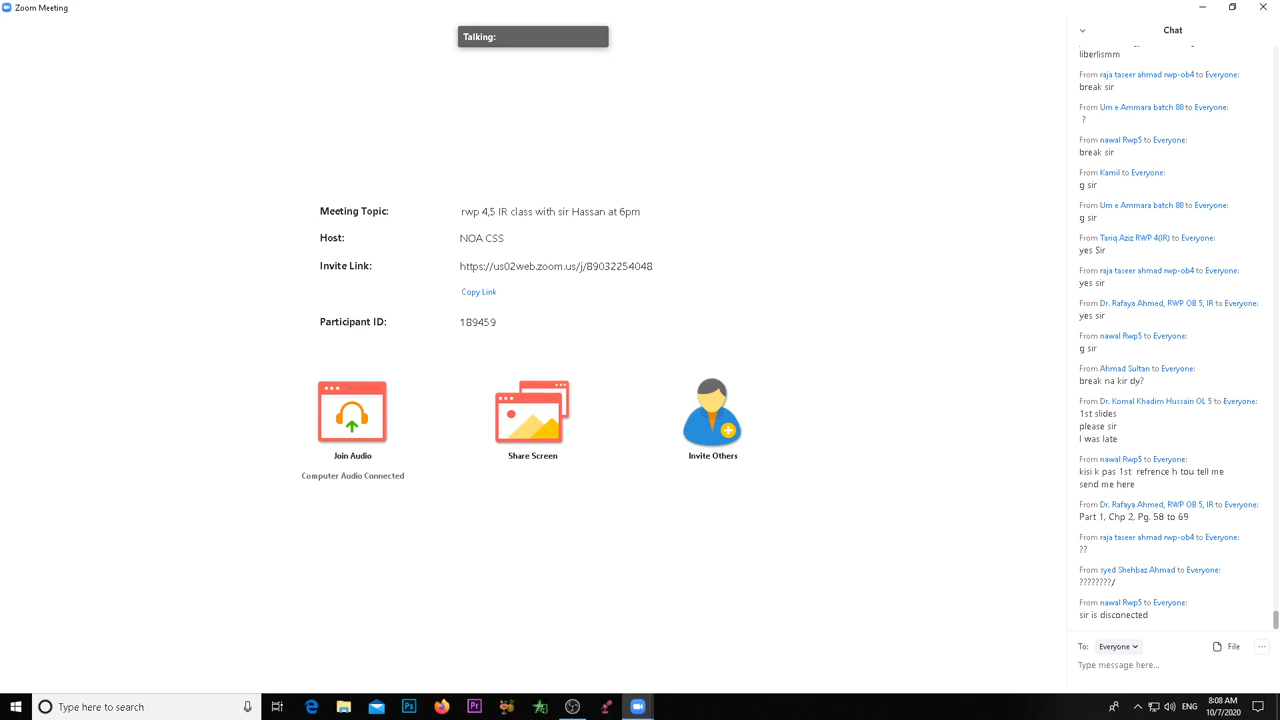 Zoom Meeting
Talking:
Meeting Topic: rwp 4,5 IR class with sir Hassan at 6pm
Host: NOA CSS
Invite Link: https://us02web.zoom.us/j/89032254048
Copy Link
Participant ID: 189459
Join Audio
Share Screen
Invite Others
Computer Audio Connected
Chat
liberlismm
From raja taseer ahmad rwp-ob4 to Everyone:
break sir
From Um e Ammara batch 88 to Everyone:
?
From nawal Rwp5 to Everyone:
break sir
From Kamil to Everyone:
g sir
From Um e Ammara batch 88 to Everyone:
g sir
From Tariq Aziz RWP 4(IR) to Everyone:
yes Sir
From raja taseer ahmad rwp-ob4 to Everyone:
yes sir
From Dr. Rafaya Ahmed, RWP OB 5, IR to Everyone:
yes sir
From nawal Rwp5 to Everyone:
g sir
From Ahmad Sultan to Everyone:
break na kir dy?
From Dr. Komal Khadim Hussain OL 5 to Everyone:
1st slides
please sir
I was late
From nawal Rwp5 to Everyone:
kisi k pas 1st refrence h tou tell me
send me here
From Dr. Rafaya Ahmed, RWP OB 5, IR to Everyone:
Part 1, Chp 2, Pg. 58 to 69
From raja taseer ahmad rwp-ob4 to Everyone:
??
From syed Shehbaz Ahmad to Everyone:
????????/
From nawal Rwp5 to Everyone:
sir is disconected
To: Everyone
File
Type message here...
Type here to search
ENG
8:08 AM
10/7/2020